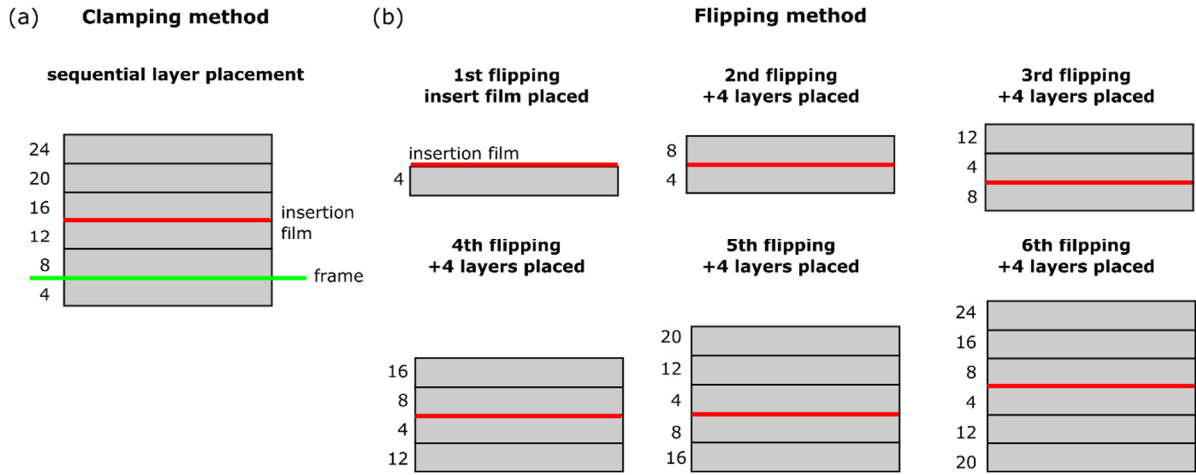 (a) Clamping method
sequential layer placement
24
20
16
12
8
4
insertion
film
frame
(b) Flipping method
1st flipping
insert film placed
insertion film
4
2nd flipping
+4 layers placed
8
4
3rd flipping
+4 layers placed
12
4
8
4th flipping
+4 layers placed
16
8
4
12
5th flipping
+4 layers placed
20
12
4
8
16
6th filpping
+4 layers placed
24
16
8
4
12
20